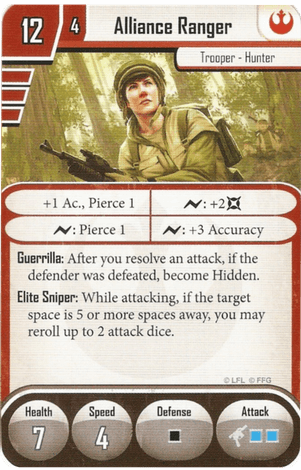 12 4 Alliance Ranger
Trooper - Hunter
+1 Ac., Pierce 1 : +2
: Pierce 1 : +3 Accuracy
Guerrilla: After you resolve an attack, if the
defender was defeated, become Hidden.
Elite Sniper: While attacking, if the target
space is 5 or more spaces away, you may
reroll up to 2 attack dice.
© LFL © FFG
Health Speed Defense Attack
7 4